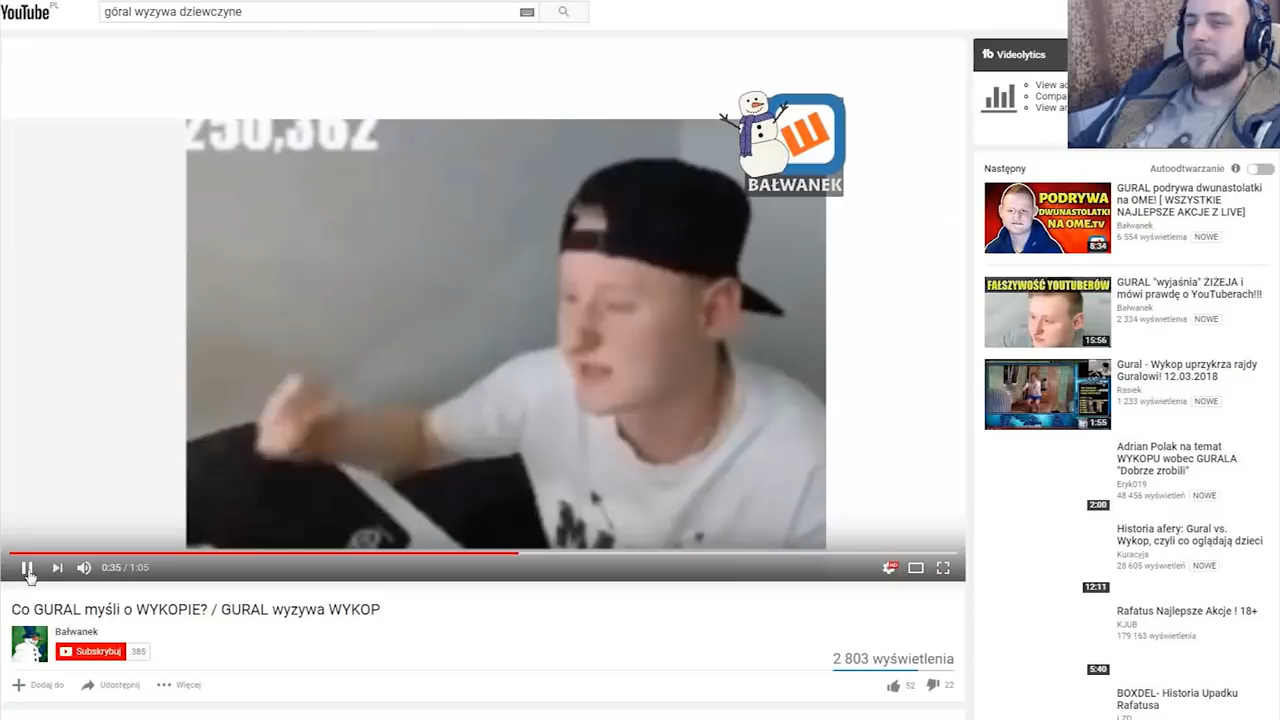 YouTube PL
góral wyzywa dziewczyne
250,362
BAŁWANEK
0:35 / 1:05
HD
Co GURAL myśli o WYKOPIE? / GURAL wyzywa WYKOP
Bałwanek
Subskrybuj 385
2 803 wyświetlenia
Dodaj do
Udostępnij
Więcej
52
22
Videolytics
View
Compa
View
Następny
Autoodtwarzanie
PODRYWA
DWUNASTOLATKI
NA OME.TV
8:34
GURAL podrywa dwunastolatki
na OME! [ WSZYSTKIE
NAJLEPSZE AKCJE Z LIVE]
Bałwanek
6 554 wyświetlenia NOWE
FAŁSZYWOŚĆ YOUTUBERÓW
15:56
GURAL "wyjaśnia" ŻIŻEJA i
mówi prawdę o YouTuberach!!!
Bałwanek
2 334 wyświetlenia NOWE
1:55
Gural - Wykop uprzykrza rajdy
Guralowi! 12.03.2018
Rasiek
1 233 wyświetlenia NOWE
2:00
Adrian Polak na temat
WYKOPU wobec GURALA
"Dobrze zrobili"
Eryk019
48 456 wyświetleń NOWE
12:11
Historia afery: Gural vs.
Wykop, czyli co oglądają dzieci
Kuracyja
28 605 wyświetleń NOWE
5:40
Rafatus Najlepsze Akcje ! 18+
KJUB
179 163 wyświetlenia
BOXDEL- Historia Upadku
Rafatusa